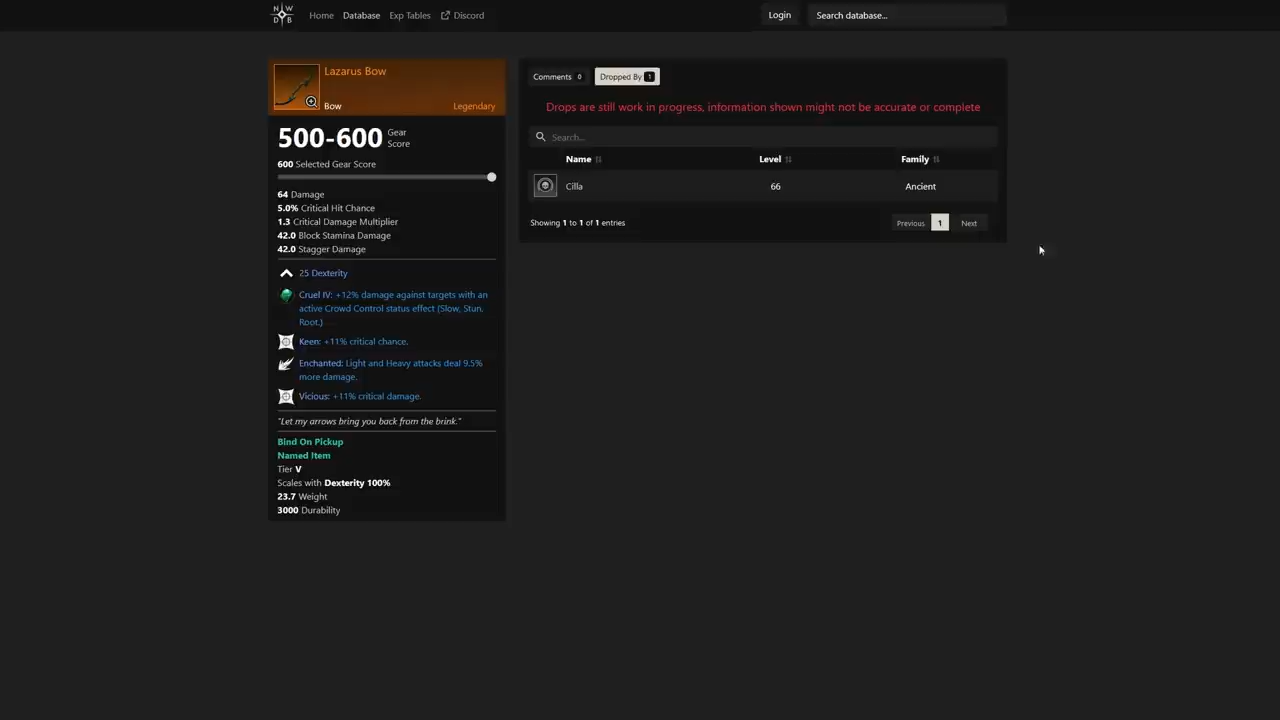 NW
DB
Home
Database
Exp Tables
Discord
Login
Search database...
Lazarus Bow
Bow
Legendary
500-600 Gear Score
600 Selected Gear Score
64 Damage
5.0% Critical Hit Chance
1.3 Critical Damage Multiplier
42.0 Block Stamina Damage
42.0 Stagger Damage
25 Dexterity
Cruel IV: +12% damage against targets with an
active Crowd Control status effect (Slow, Stun,
Root.)
Keen: +11% critical chance.
Enchanted: Light and Heavy attacks deal 9.5%
more damage.
Vicious: +11% critical damage.
"Let my arrows bring you back from the brink."
Bind On Pickup
Named Item
Tier V
Scales with Dexterity 100%
23.7 Weight
3000 Durability
Comments 0
Dropped By 1
Drops are still work in progress, information shown might not be accurate or complete
Search...
Name Level Family
Cilla 66 Ancient
Showing 1 to 1 of 1 entries
Previous 1 Next